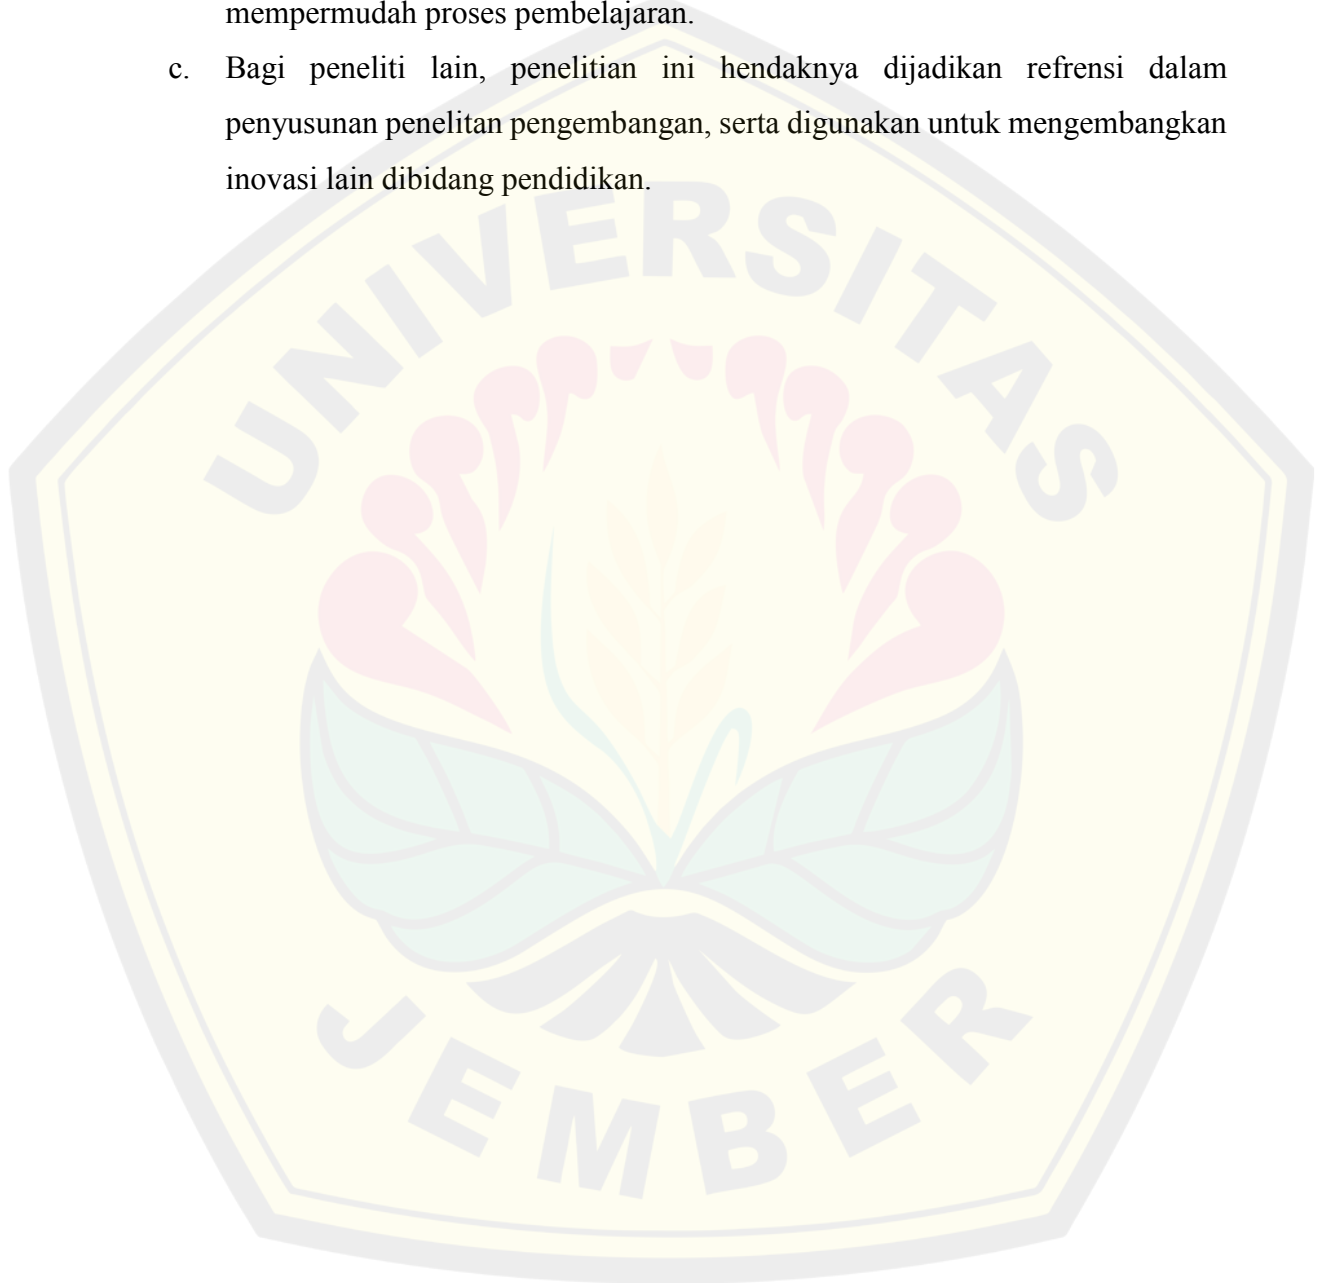 mempermudah proses pembelajaran.
c. Bagi peneliti lain, penelitian ini hendaknya dijadikan refrensi dalam
penyusunan penelitan pengembangan, serta digunakan untuk mengembangkan
inovasi lain dibidang pendidikan.
UNIVERSITAS
JEMBER